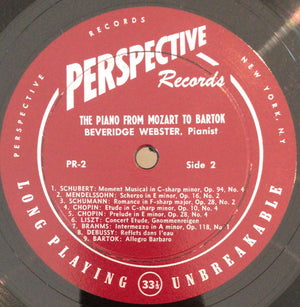 PERSPECTIVE RECORDS NEW YORK, N.Y.
PERSPECTIVE
Records
THE PIANO FROM MOZART TO BARTOK
BEVERIDGE WEBSTER, Pianist
PR-2 Side 2
1. SCHUBERT: Moment Musical in C-sharp minor, Op. 94, No. 4
2. MENDELSSOHN: Scherzo in E minor, Op. 16, No. 2
3. SCHUMANN: Romance in F-sharp major, Op. 28, No. 2
4. CHOPIN: Etude in C-sharp minor, Op. 10, No. 4
5. CHOPIN: Prelude in E minor, Op. 28, No. 4
6. LISZT: Concert Etude, Gnomenreigen
7. BRAHMS: Intermezzo in A minor, Op. 118, No. 1
8. DEBUSSY: Reflets dans l'eau
9. BARTOK: Allegro Barbaro
LONG PLAYING 33⅓ UNBREAKABLE